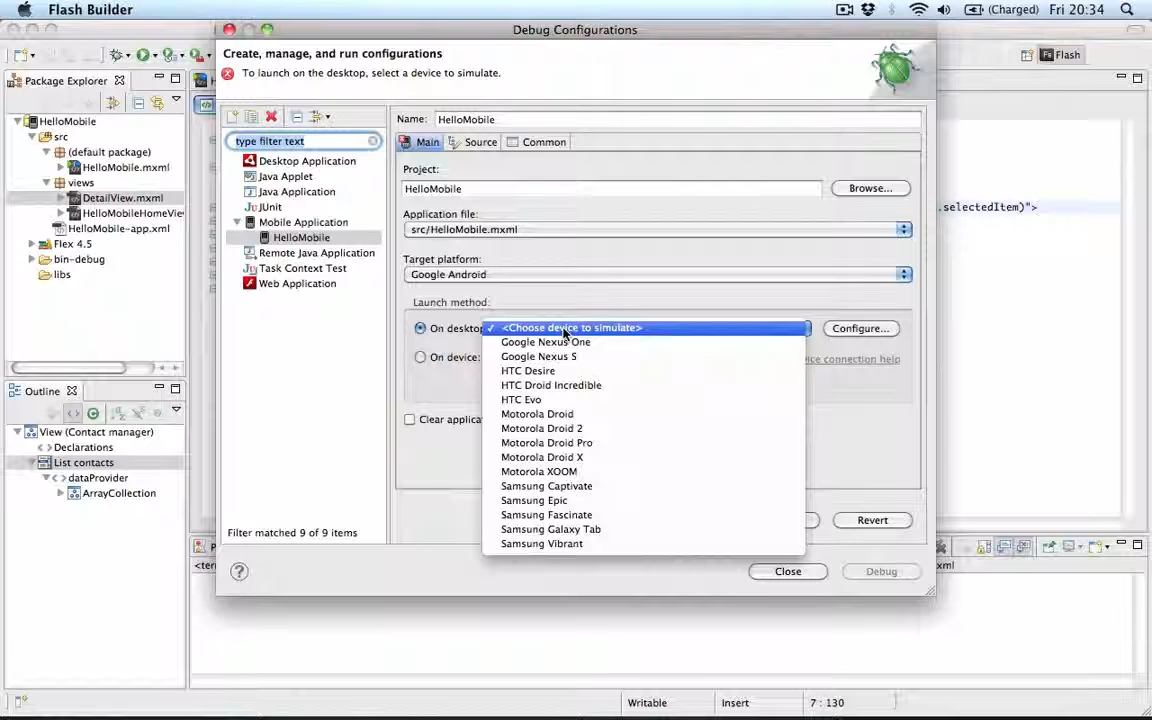 Flash Builder
(Charged) Fri 20:34
Debug Configurations
Create, manage, and run configurations
To launch on the desktop, select a device to simulate.
Package Explorer
Flash
HelloMobile
src
(default package)
HelloMobile.mxml
views
DetailView.mxml
HelloMobileHomeVie
HelloMobile-app.xml
Flex 4.5
bin-debug
libs
type filter text
Desktop Application
Java Applet
Java Application
JUnit
Mobile Application
HelloMobile
Remote Java Application
Task Context Test
Web Application
Filter matched 9 of 9 items
Name: HelloMobile
Main Source Common
Project:
HelloMobile
Browse...
Application file:
src/HelloMobile.mxml
Target platform:
Google Android
Launch method:
On desktop
<Choose device to simulate>
Configure...
Google Nexus One
Google Nexus S
HTC Desire
HTC Droid Incredible
HTC Evo
Motorola Droid
Motorola Droid 2
Motorola Droid Pro
Motorola Droid X
Motorola XOOM
Samsung Captivate
Samsung Epic
Samsung Fascinate
Samsung Galaxy Tab
Samsung Vibrant
On device:
ice connection help
Clear applica
Revert
Close
Debug
.selectedItem)">
Outline
View (Contact manager)
Declarations
List contacts
dataProvider
ArrayCollection
P
<ter
xml
Writable
Insert
7 : 130